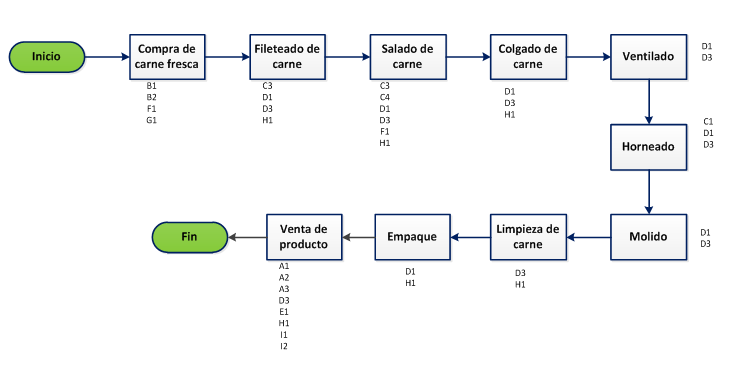 Inicio
Compra de
carne fresca
B1
B2
F1
G1
Fileteado de
carne
C3
D1
D3
H1
Salado de
carne
C3
C4
D1
D3
F1
H1
Colgado de
carne
D1
D3
H1
Ventilado
D1
D3
Horneado
C1
D1
D3
Molido
D1
D3
Limpieza de
carne
D3
H1
Empaque
D1
H1
Venta de
producto
A1
A2
A3
D3
E1
H1
I1
I2
Fin